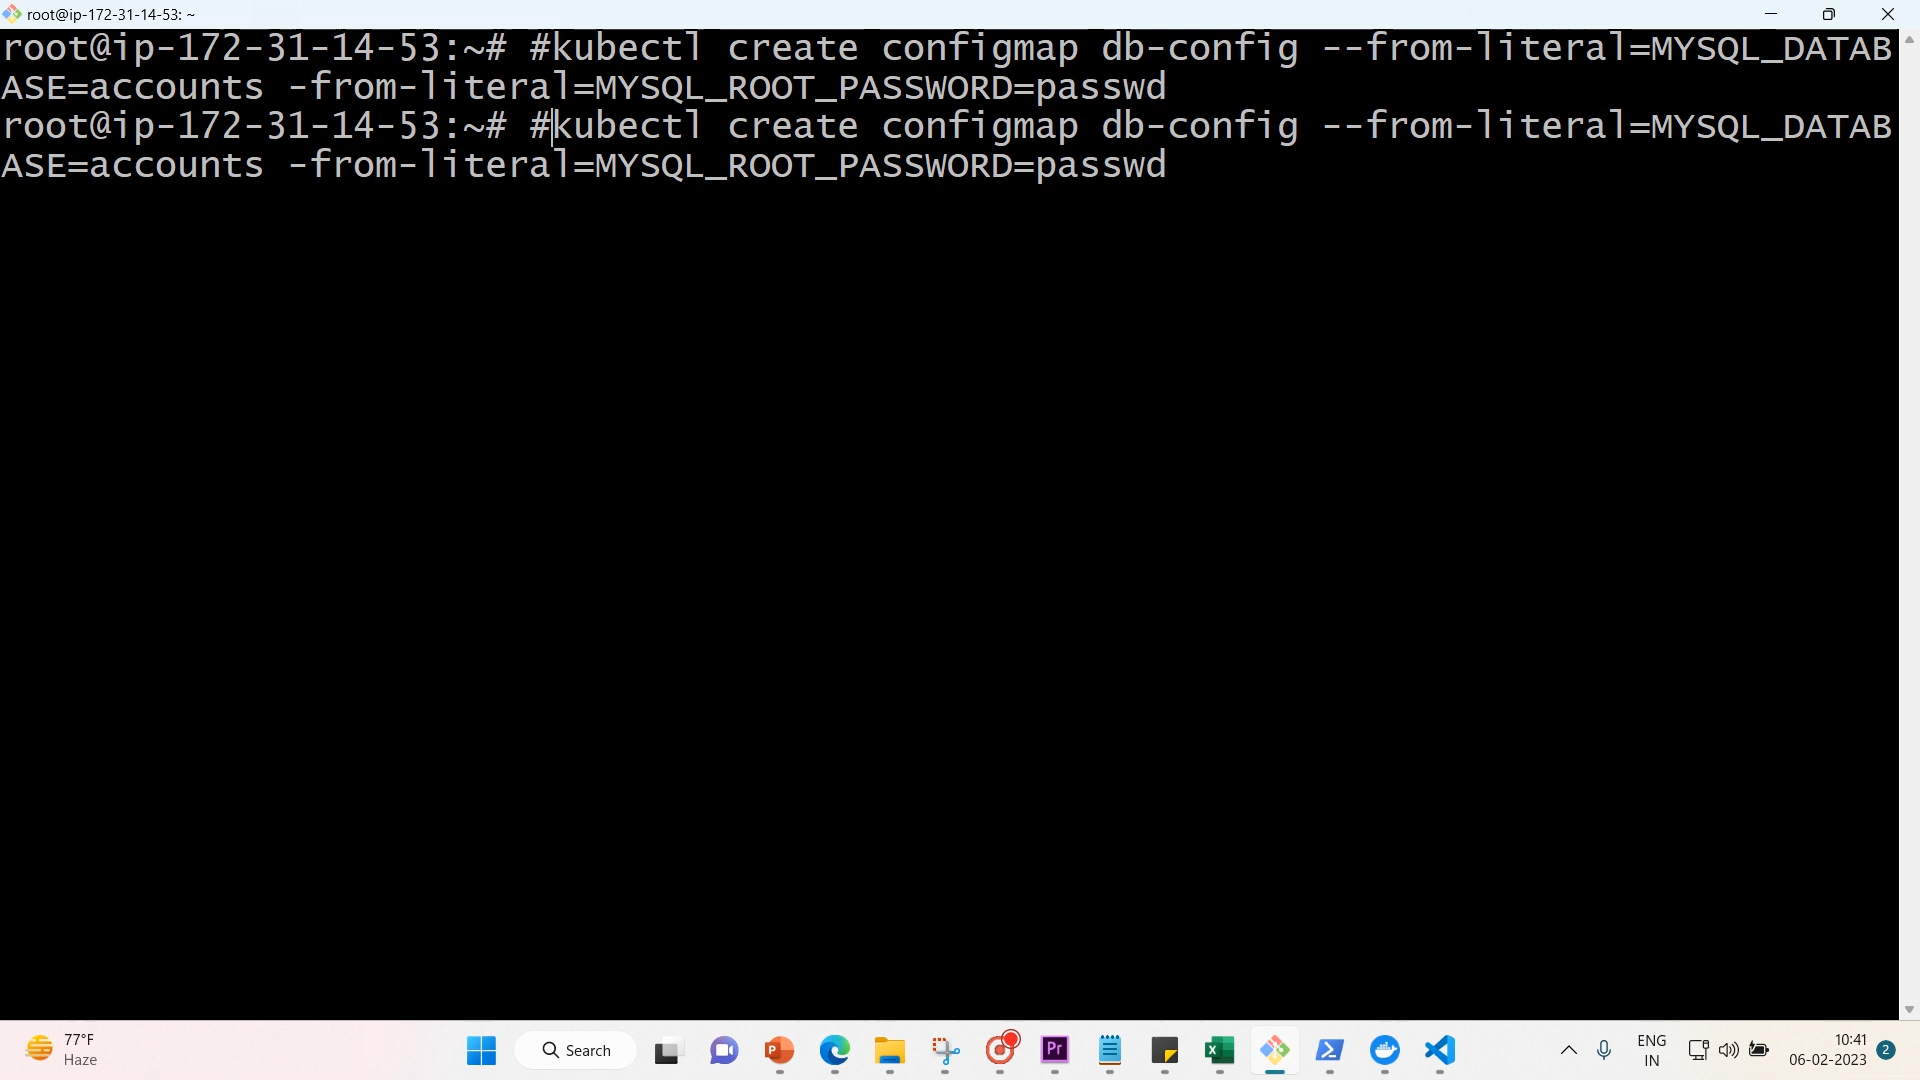 root@ip-172-31-14-53: ~
root@ip-172-31-14-53:~# #kubectl create configmap db-config --from-literal=MYSQL_DATAB
ASE=accounts -from-literal=MYSQL_ROOT_PASSWORD=passwd
root@ip-172-31-14-53:~# #kubectl create configmap db-config --from-literal=MYSQL_DATAB
ASE=accounts -from-literal=MYSQL_ROOT_PASSWORD=passwd
77°F
Haze
Search
Pr
ENG
IN
10:41
06-02-2023
2